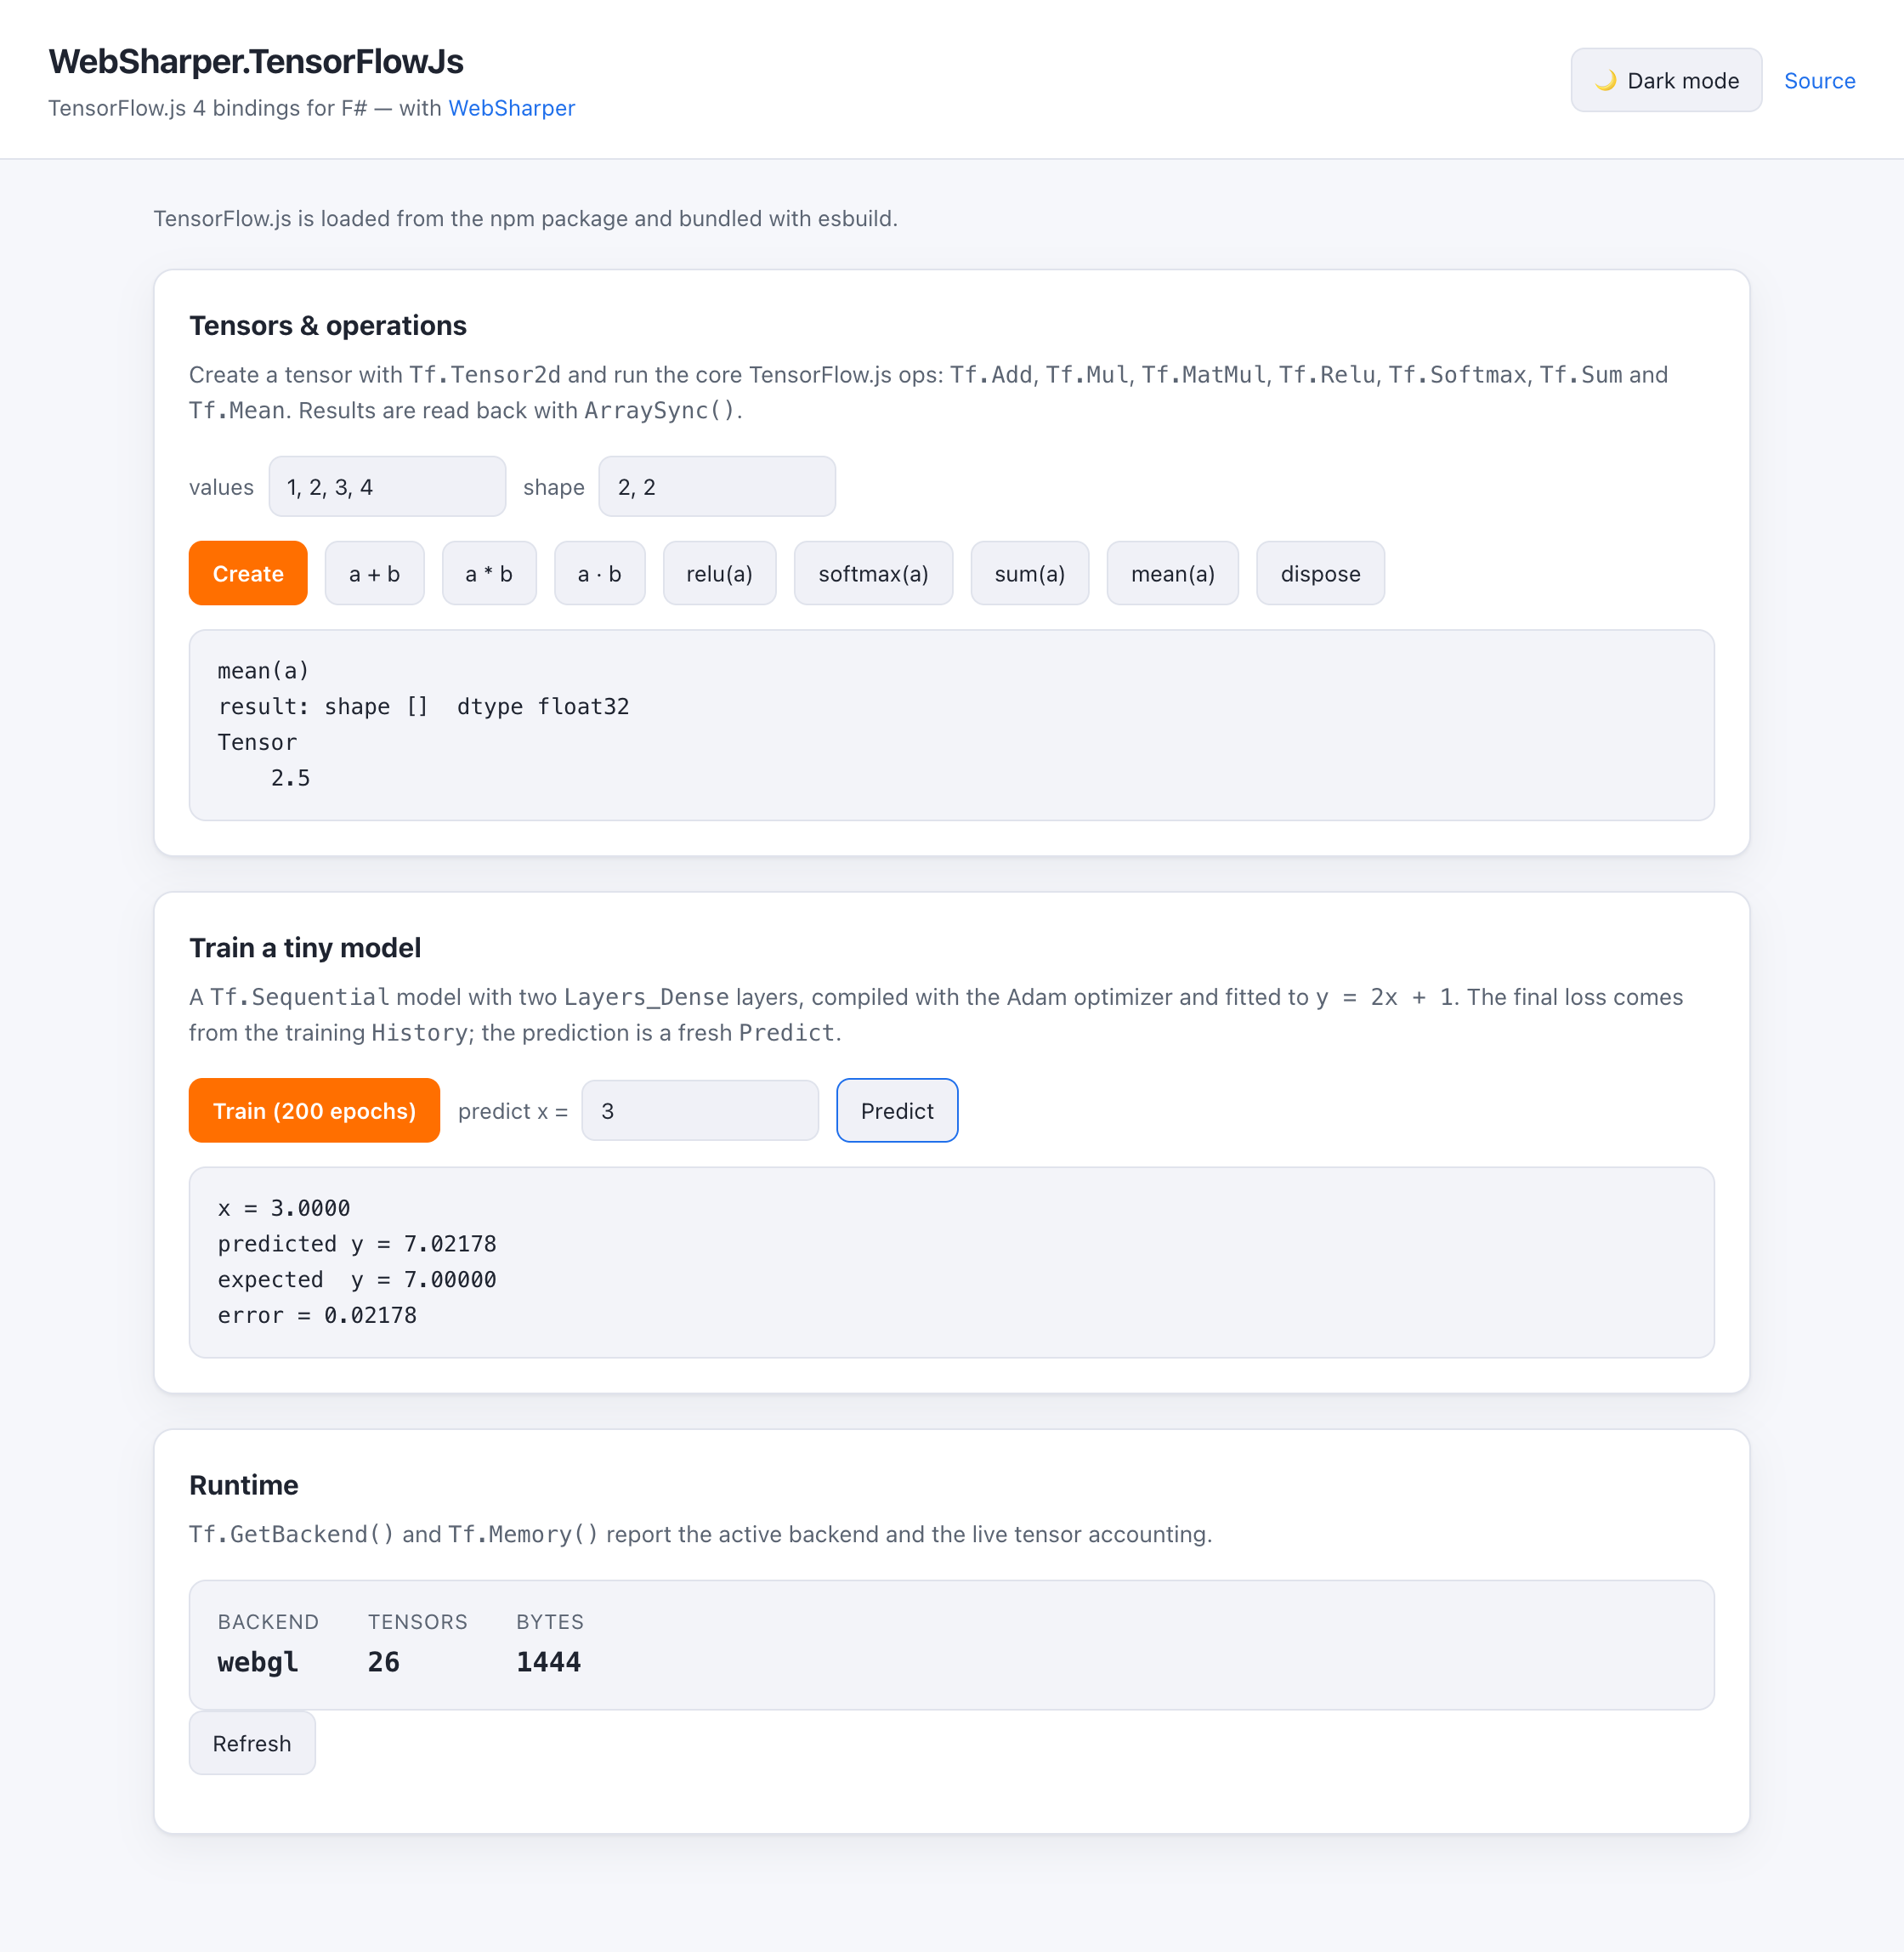 WebSharper.TensorFlowJs
TensorFlow.js 4 bindings for F# — with WebSharper
🌙 Dark mode
Source
TensorFlow.js is loaded from the npm package and bundled with esbuild.
Tensors & operations
Create a tensor with Tf.Tensor2d and run the core TensorFlow.js ops: Tf.Add, Tf.Mul, Tf.MatMul, Tf.Relu, Tf.Softmax, Tf.Sum and
Tf.Mean. Results are read back with ArraySync().
values 1, 2, 3, 4 shape 2, 2
Create a + b a * b a · b relu(a) softmax(a) sum(a) mean(a) dispose
mean(a)
result: shape []  dtype float32
Tensor
    2.5
Train a tiny model
A Tf.Sequential model with two Layers_Dense layers, compiled with the Adam optimizer and fitted to y = 2x + 1. The final loss comes
from the training History; the prediction is a fresh Predict.
Train (200 epochs) predict x = 3 Predict
x = 3.0000
predicted y = 7.02178
expected  y = 7.00000
error = 0.02178
Runtime
Tf.GetBackend() and Tf.Memory() report the active backend and the live tensor accounting.
BACKEND TENSORS BYTES
webgl 26 1444
Refresh